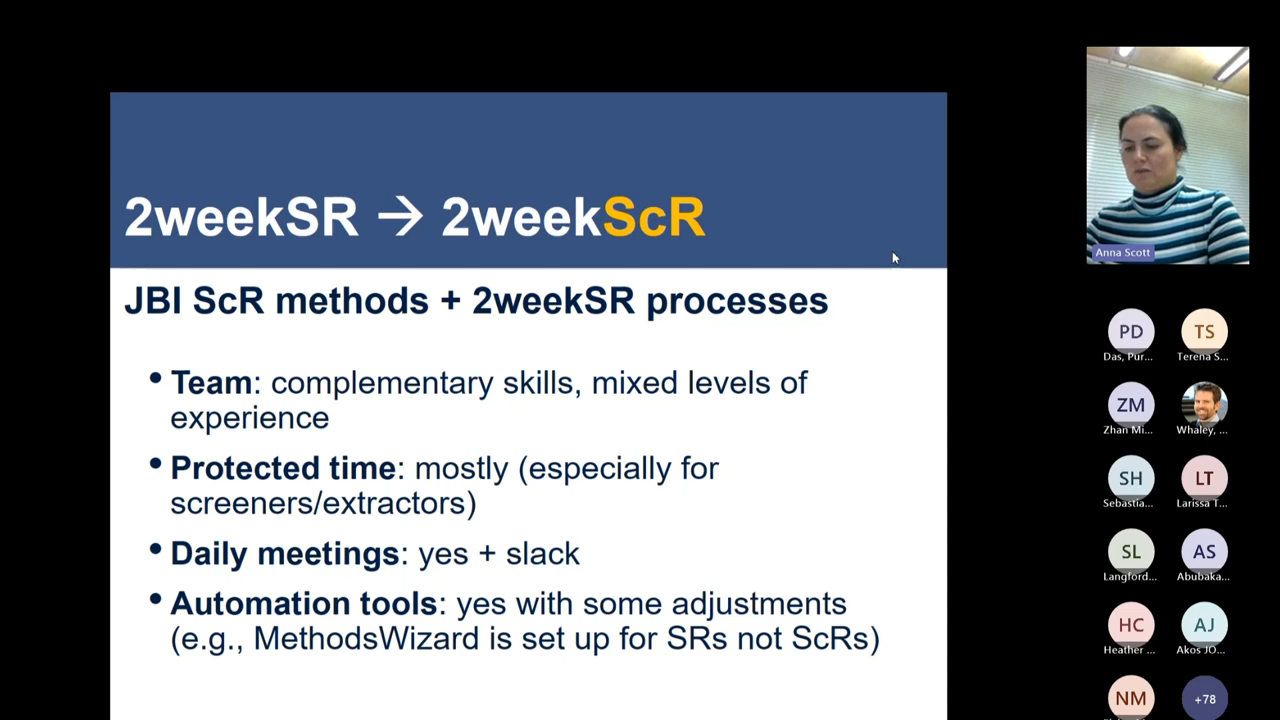 2weekSR → 2weekScR
JBI ScR methods + 2weekSR processes
• Team: complementary skills, mixed levels of
experience
• Protected time: mostly (especially for
screeners/extractors)
• Daily meetings: yes + slack
• Automation tools: yes with some adjustments
(e.g., MethodsWizard is set up for SRs not ScRs)
Anna Scott
PD
TS
Das, Pur...
Terena S...
ZM
Zhan Mi...
Whaley, ...
SH
LT
Sebastia...
Larissa T...
SL
AS
Langford...
Abubaka...
HC
AJ
Heather ...
Akos JO...
NM
+78